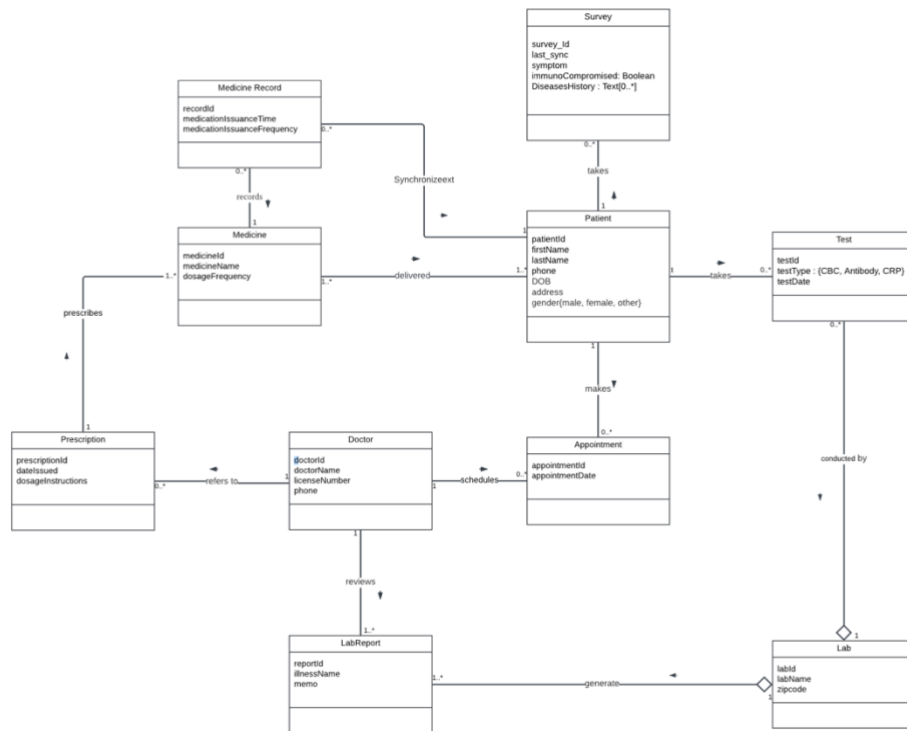 Survey
survey_Id
last_sync
symptom
immunoCompromised: Boolean
DiseasesHistory : Text[0..*]
0..*
takes
1
Medicine Record
recordId
medicationIssuanceTime
medicationIssuanceFrequency
0..*
0..*
Synchronizeext
1
records
1
Medicine
medicineId
medicineName
dosageFrequency
1..*
1..*
delivered
1..*
Patient
patientId
firstName
lastName
phone
DOB
address
gender{male, female, other}
1
takes
0..*
Test
testId
testType : {CBC, Antibody, CRP}
testDate
0..*
prescribes
1
1
makes
0..*
Prescription
prescriptionId
dateIssued
dosageInstructions
0..*
refers to
1
Doctor
doctorId
doctorName
licenseNumber
phone
1
schedules
0..*
Appointment
appointmentId
appointmentDate
conducted by
1
1
reviews
1..*
LabReport
reportId
illnessName
memo
1..*
generate
1
Lab
labId
labName
zipcode